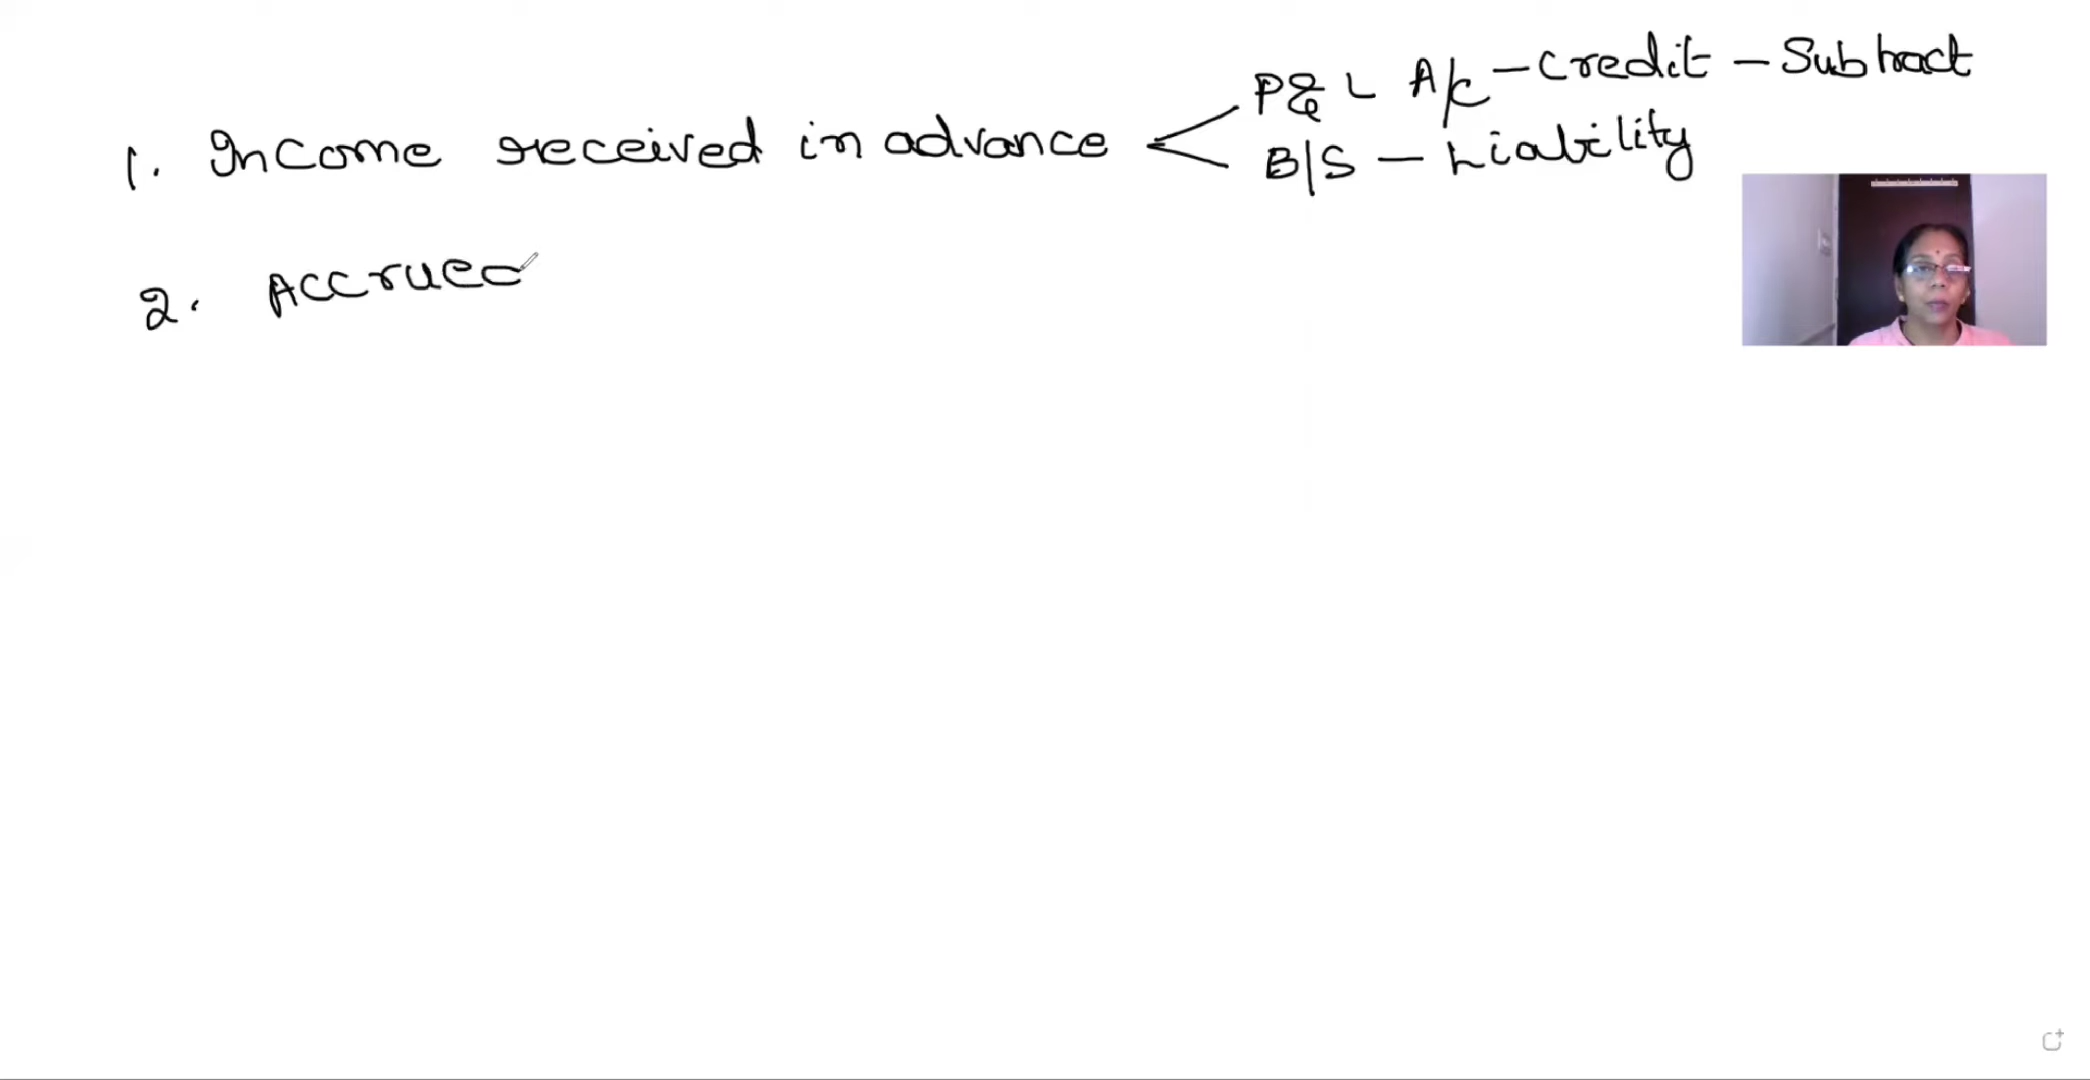 P & L A/c - Credit - Subtract
1. Income received in advance
B/S - Liability
2. Accrued